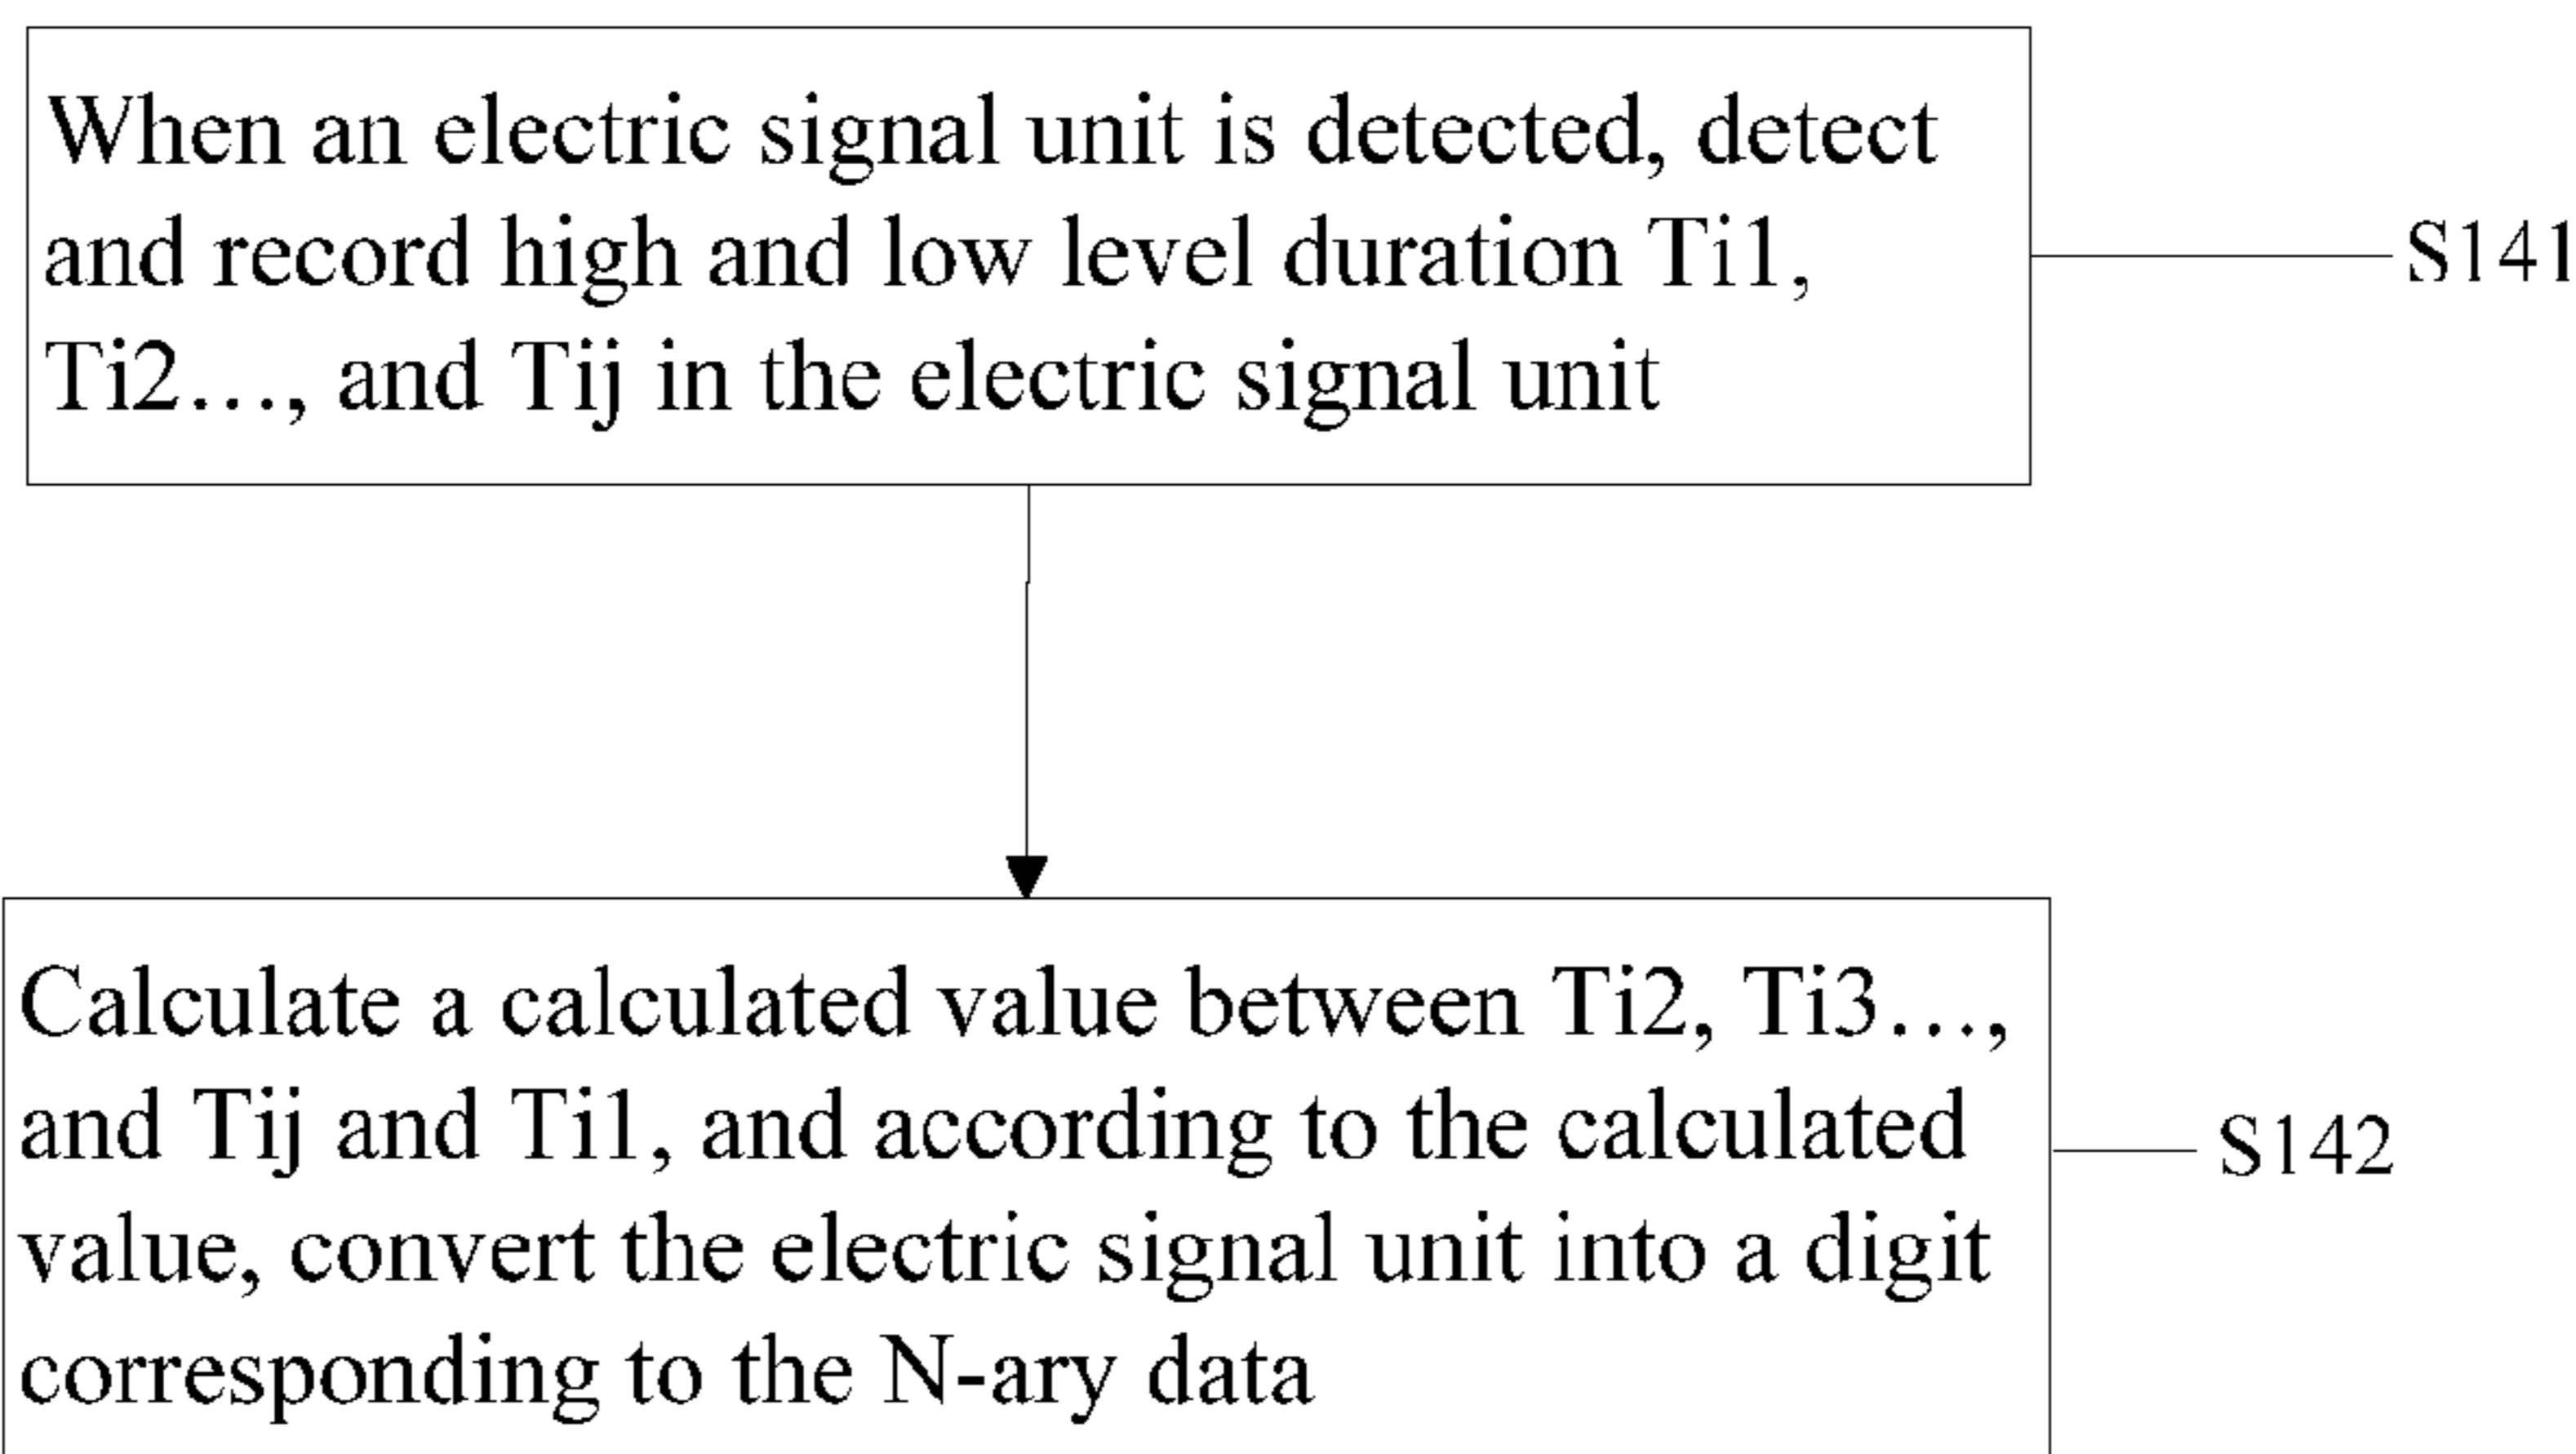 When an electric signal unit is detected, detect
and record high and low level duration Ti1,
Ti2…, and Tij in the electric signal unit
S141
Calculate a calculated value between Ti2, Ti3…,
and Tij and Ti1, and according to the calculated
value, convert the electric signal unit into a digit
corresponding to the N-ary data
S142